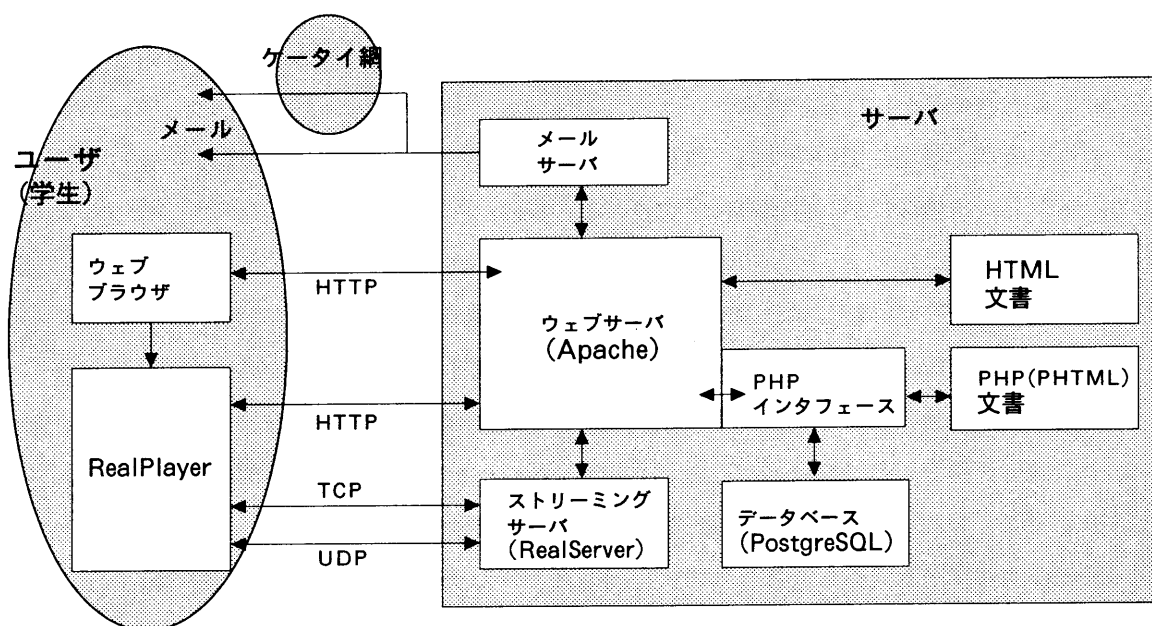 ケータイ網
メール
ユーザ
(学生)
ウェブ
ブラウザ
RealPlayer
HTTP
HTTP
TCP
UDP
サーバ
メール
サーバ
ウェブサーバ
(Apache)
HTML
文書
PHP
インタフェース
PHP(PHTML)
文書
ストリーミング
サーバ
(RealServer)
データベース
(PostgreSQL)